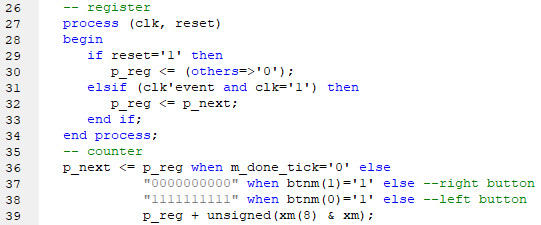 26 -- register
27 process (clk, reset)
28 begin
29 if reset='1' then
30 p_reg <= (others=>'0');
31 elsif (clk'event and clk='1') then
32 p_reg <= p_next;
33 end if;
34 end process;
35 -- counter
36 p_next <= p_reg when m_done_tick='0' else
37 "0000000000" when btnm(1)='1' else --right button
38 "1111111111" when btnm(0)='1' else --left button
39 p_reg + unsigned(xm(8) & xm);